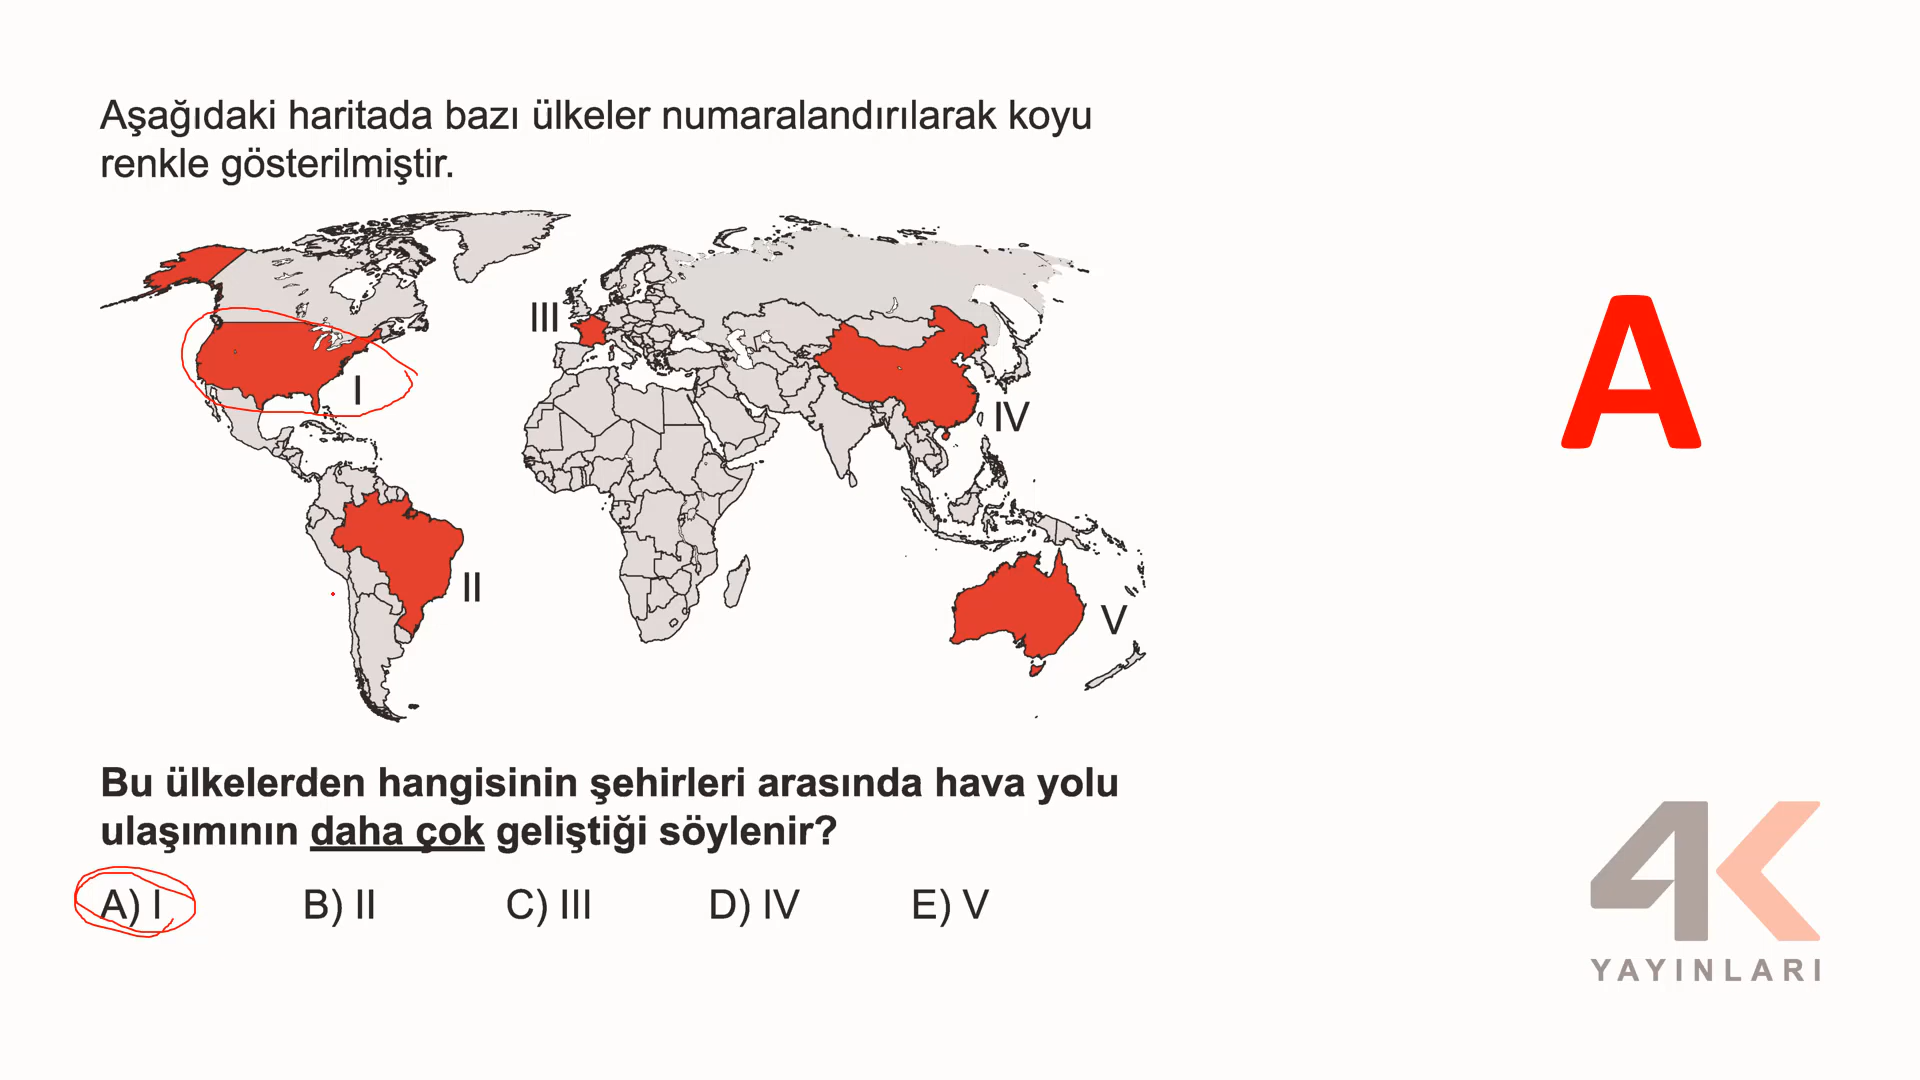 Aşağıdaki haritada bazı ülkeler numaralandırılarak koyu
renkle gösterilmiştir.
III
I
IV
II
V
A
Bu ülkelerden hangisinin şehirleri arasında hava yolu
ulaşımının daha çok geliştiği söylenir?
A) I B) II C) III D) IV E) V
4K
YAYINLARI